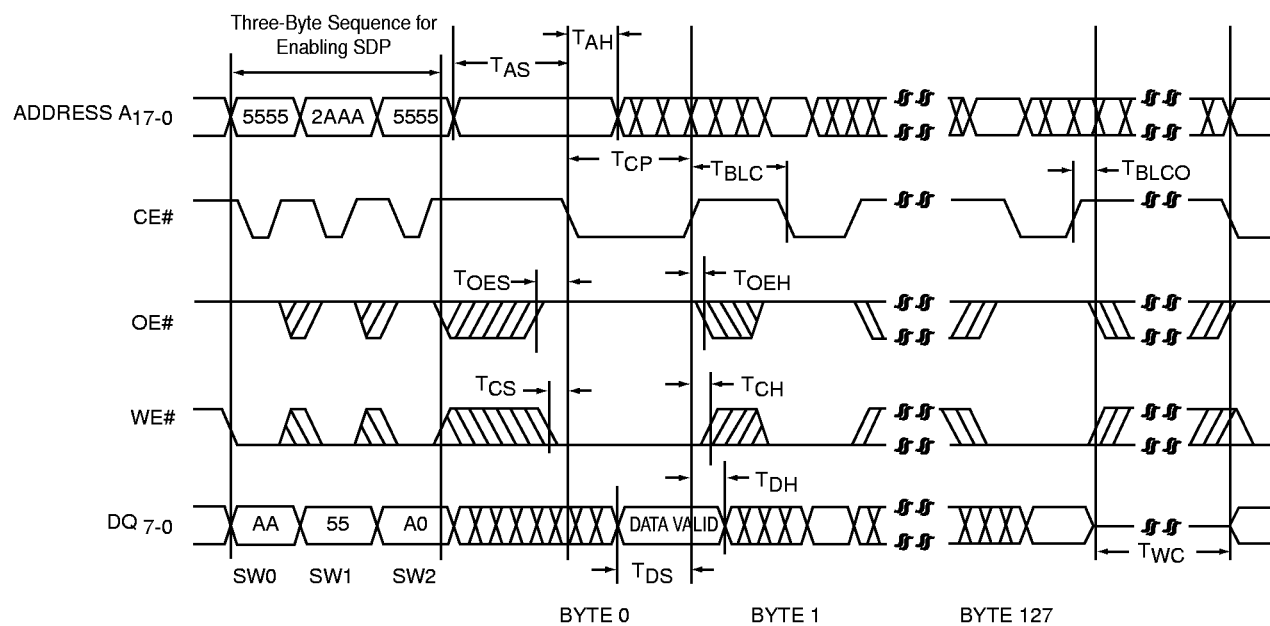 Three-Byte Sequence for
Enabling SDP
TAH
TAS
ADDRESS A17-0
5555 2AAA 5555
TCP
TBLC
TBLCO
CE#
TOES
TOEH
OE#
TCS
TCH
WE#
TDH
DQ 7-0
AA 55 A0 DATA VALID
SW0 SW1 SW2
TDS
TWC
BYTE 0 BYTE 1 BYTE 127